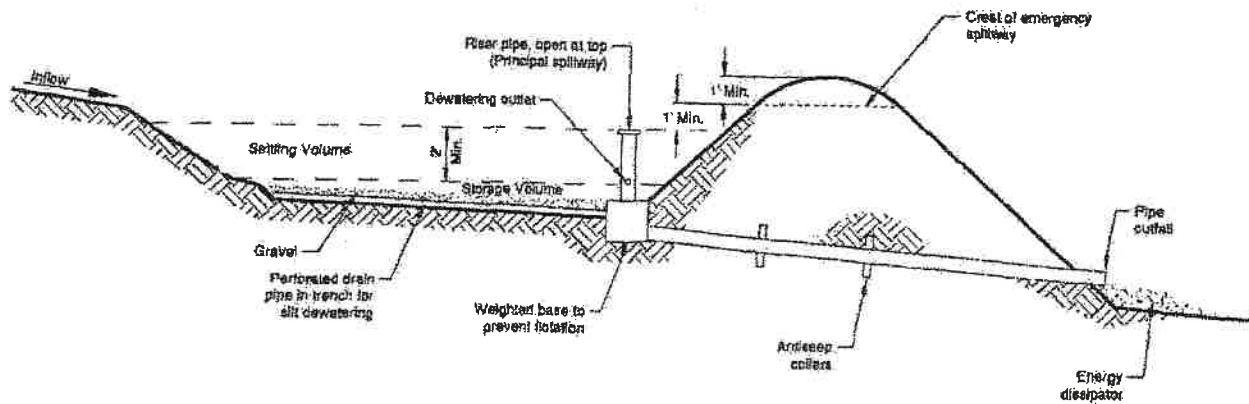 Crest of emergency
spillway
Riser pipe, open at top
(Principal spillway)
1' Min.
Inflow
Dewatering outlet
1' Min.
Settling Volume
2'
Min.
Storage Volume
Pipe
outfall
Gravel
Perforated drain
pipe in trench for
silt dewatering
Weighted base to
prevent flotation
Antiseep
collars
Energy
dissipator